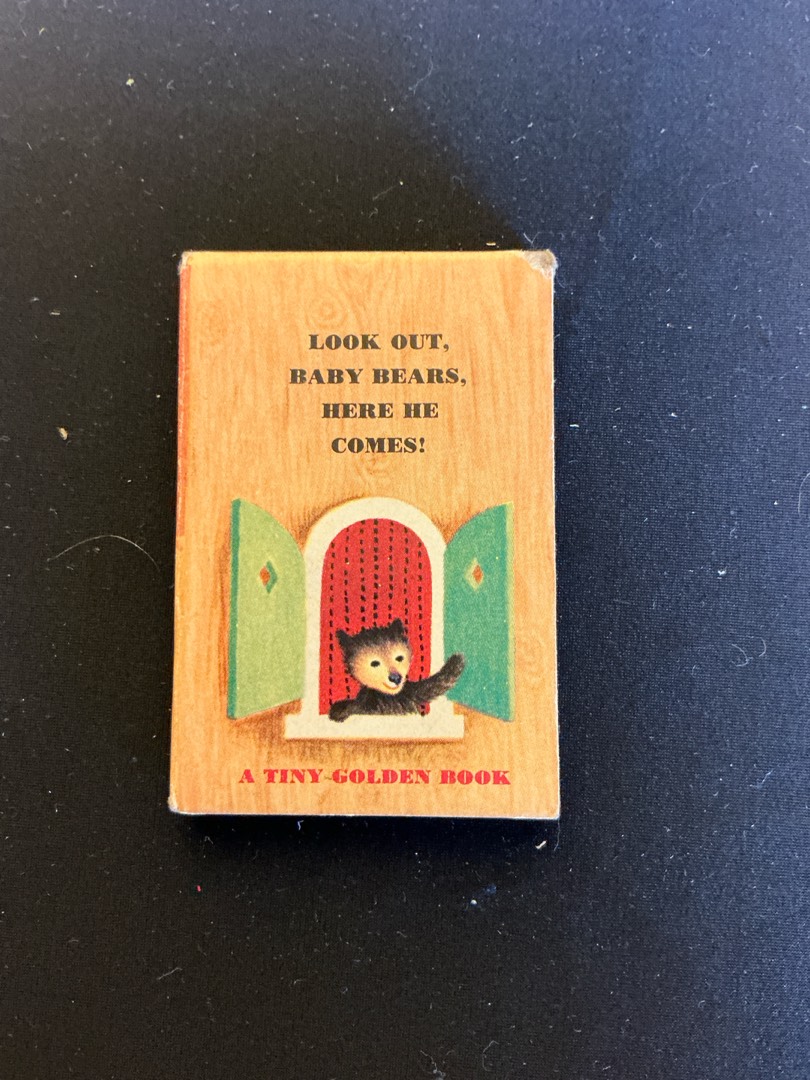 LOOK OUT,
BABY BEARS,
HERE HE
COMES!
A TINY GOLDEN BOOK